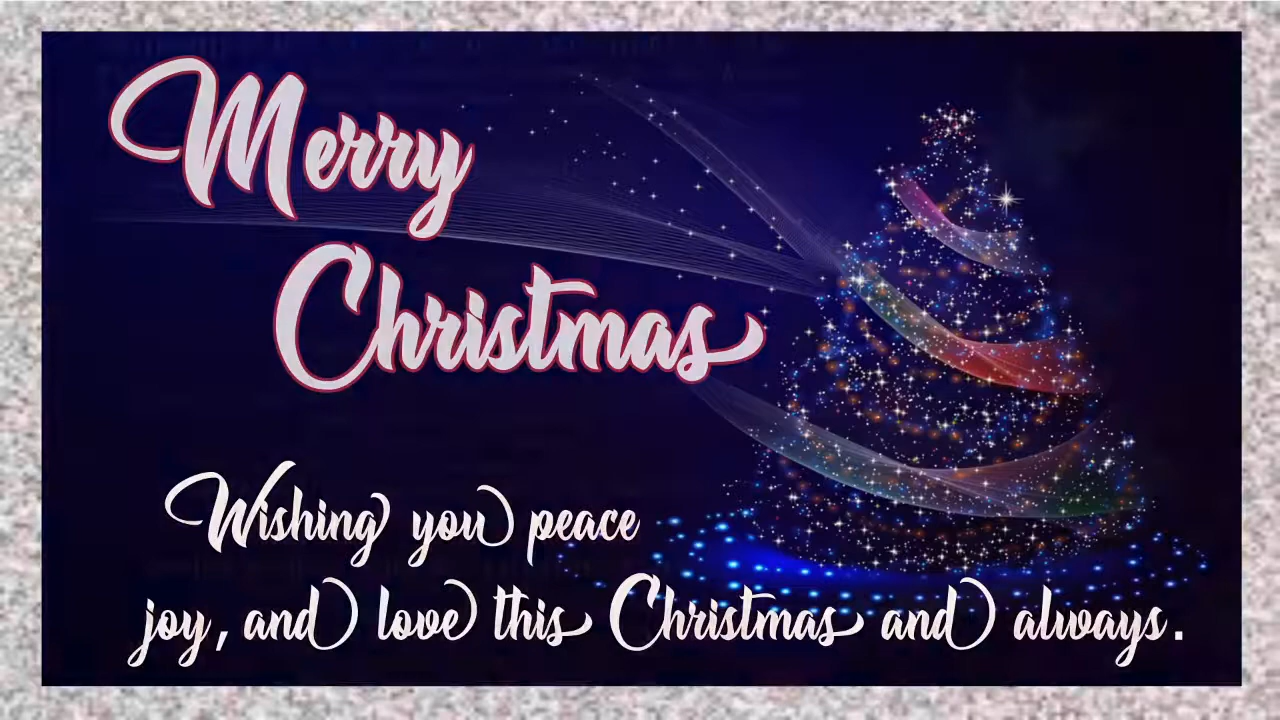 Merry
Christmas
Wishing you peace
joy, and love this Christmas and always.